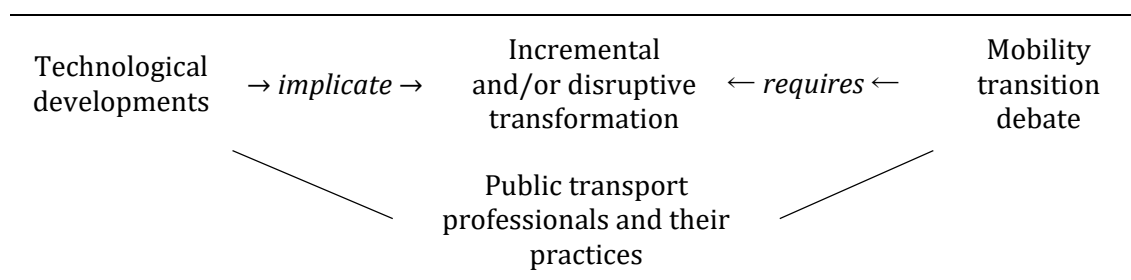 Technological
developments
→ implicate →
Incremental
and/or disruptive
transformation
← requires ←
Mobility
transition
debate
Public transport
professionals and their
practices